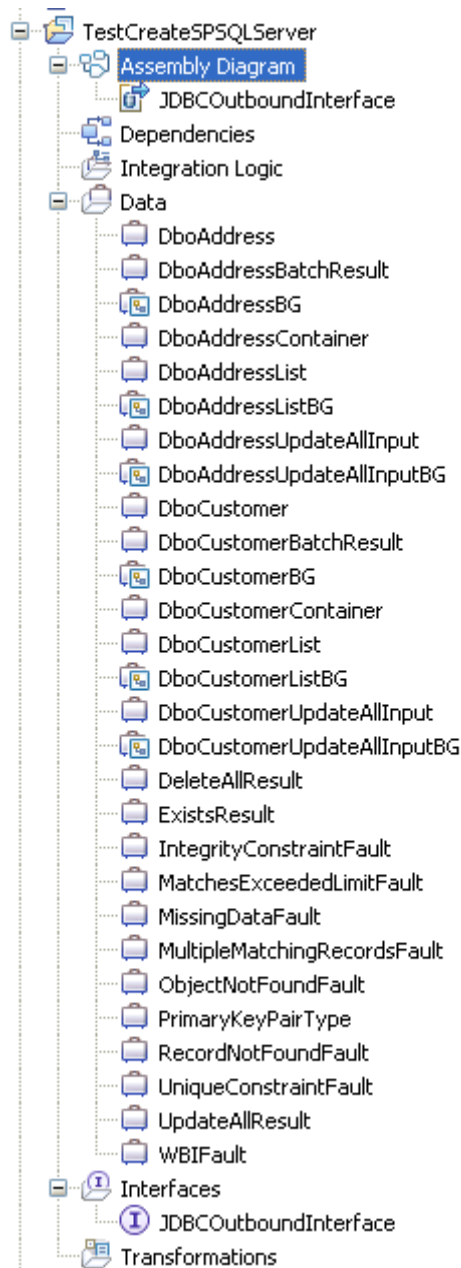 TestCreateSPSQLServer
Assembly Diagram
JDBCOutboundInterface
Dependencies
Integration Logic
Data
DboAddress
DboAddressBatchResult
DboAddressBG
DboAddressContainer
DboAddressList
DboAddressListBG
DboAddressUpdateAllInput
DboAddressUpdateAllInputBG
DboCustomer
DboCustomerBatchResult
DboCustomerBG
DboCustomerContainer
DboCustomerList
DboCustomerListBG
DboCustomerUpdateAllInput
DboCustomerUpdateAllInputBG
DeleteAllResult
ExistsResult
IntegrityConstraintFault
MatchesExceededLimitFault
MissingDataFault
MultipleMatchingRecordsFault
ObjectNotFoundFault
PrimaryKeyPairType
RecordNotFoundFault
UniqueConstraintFault
UpdateAllResult
WBIFault
Interfaces
JDBCOutboundInterface
Transformations